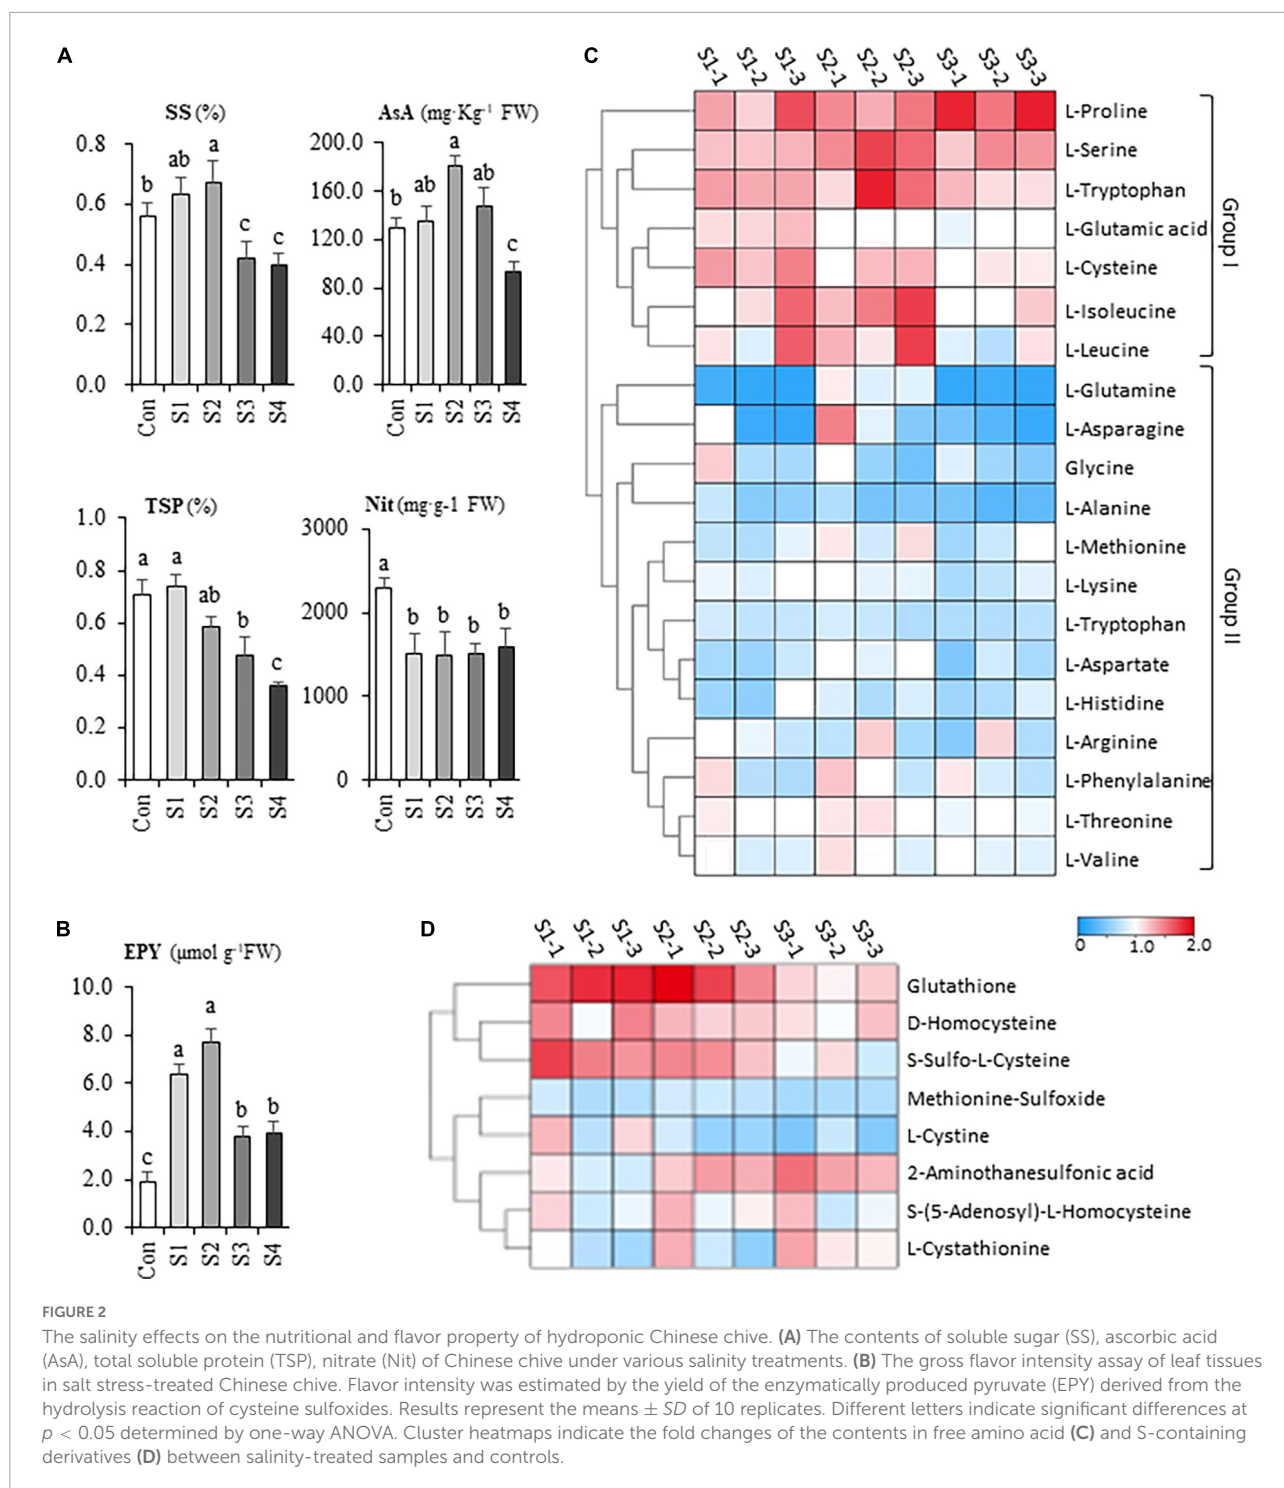 A
SS (%)
0.8
0.6
0.4
0.2
0.0
b
ab
a
c
c
Con
S1
S2
S3
S4
AsA (mg·Kg-1 FW)
200.0
160.0
120.0
80.0
40.0
0.0
b
ab
a
ab
c
Con
S1
S2
S3
S4
TSP (%)
1.0
0.8
0.6
0.4
0.2
0.0
a
a
ab
b
c
Con
S1
S2
S3
S4
Nit (mg·g-1 FW)
3000
2000
1000
0
a
b
b
b
b
Con
S1
S2
S3
S4
C
S1-1
S1-2
S1-3
S2-1
S2-2
S2-3
S3-1
S3-2
S3-3
L-Proline
L-Serine
L-Tryptophan
L-Glutamic acid
L-Cysteine
L-Isoleucine
L-Leucine
Group I
L-Glutamine
L-Asparagine
Glycine
L-Alanine
L-Methionine
L-Lysine
L-Tryptophan
L-Aspartate
L-Histidine
L-Arginine
L-Phenylalanine
L-Threonine
L-Valine
Group II
B
EPY (μmol g-1FW)
10.0
8.0
6.0
4.0
2.0
0.0
c
a
a
b
b
Con
S1
S2
S3
S4
D
S1-1
S1-2
S1-3
S2-1
S2-2
S2-3
S3-1
S3-2
S3-3
0 1.0 2.0
Glutathione
D-Homocysteine
S-Sulfo-L-Cysteine
Methionine-Sulfoxide
L-Cystine
2-Aminothanesulfonic acid
S-(5-Adenosyl)-L-Homocysteine
L-Cystathionine
FIGURE 2
The salinity effects on the nutritional and flavor property of hydroponic Chinese chive. (A) The contents of soluble sugar (SS), ascorbic acid
(AsA), total soluble protein (TSP), nitrate (Nit) of Chinese chive under various salinity treatments. (B) The gross flavor intensity assay of leaf tissues
in salt stress-treated Chinese chive. Flavor intensity was estimated by the yield of the enzymatically produced pyruvate (EPY) derived from the
hydrolysis reaction of cysteine sulfoxides. Results represent the means ± SD of 10 replicates. Different letters indicate significant differences at
p < 0.05 determined by one-way ANOVA. Cluster heatmaps indicate the fold changes of the contents in free amino acid (C) and S-containing
derivatives (D) between salinity-treated samples and controls.